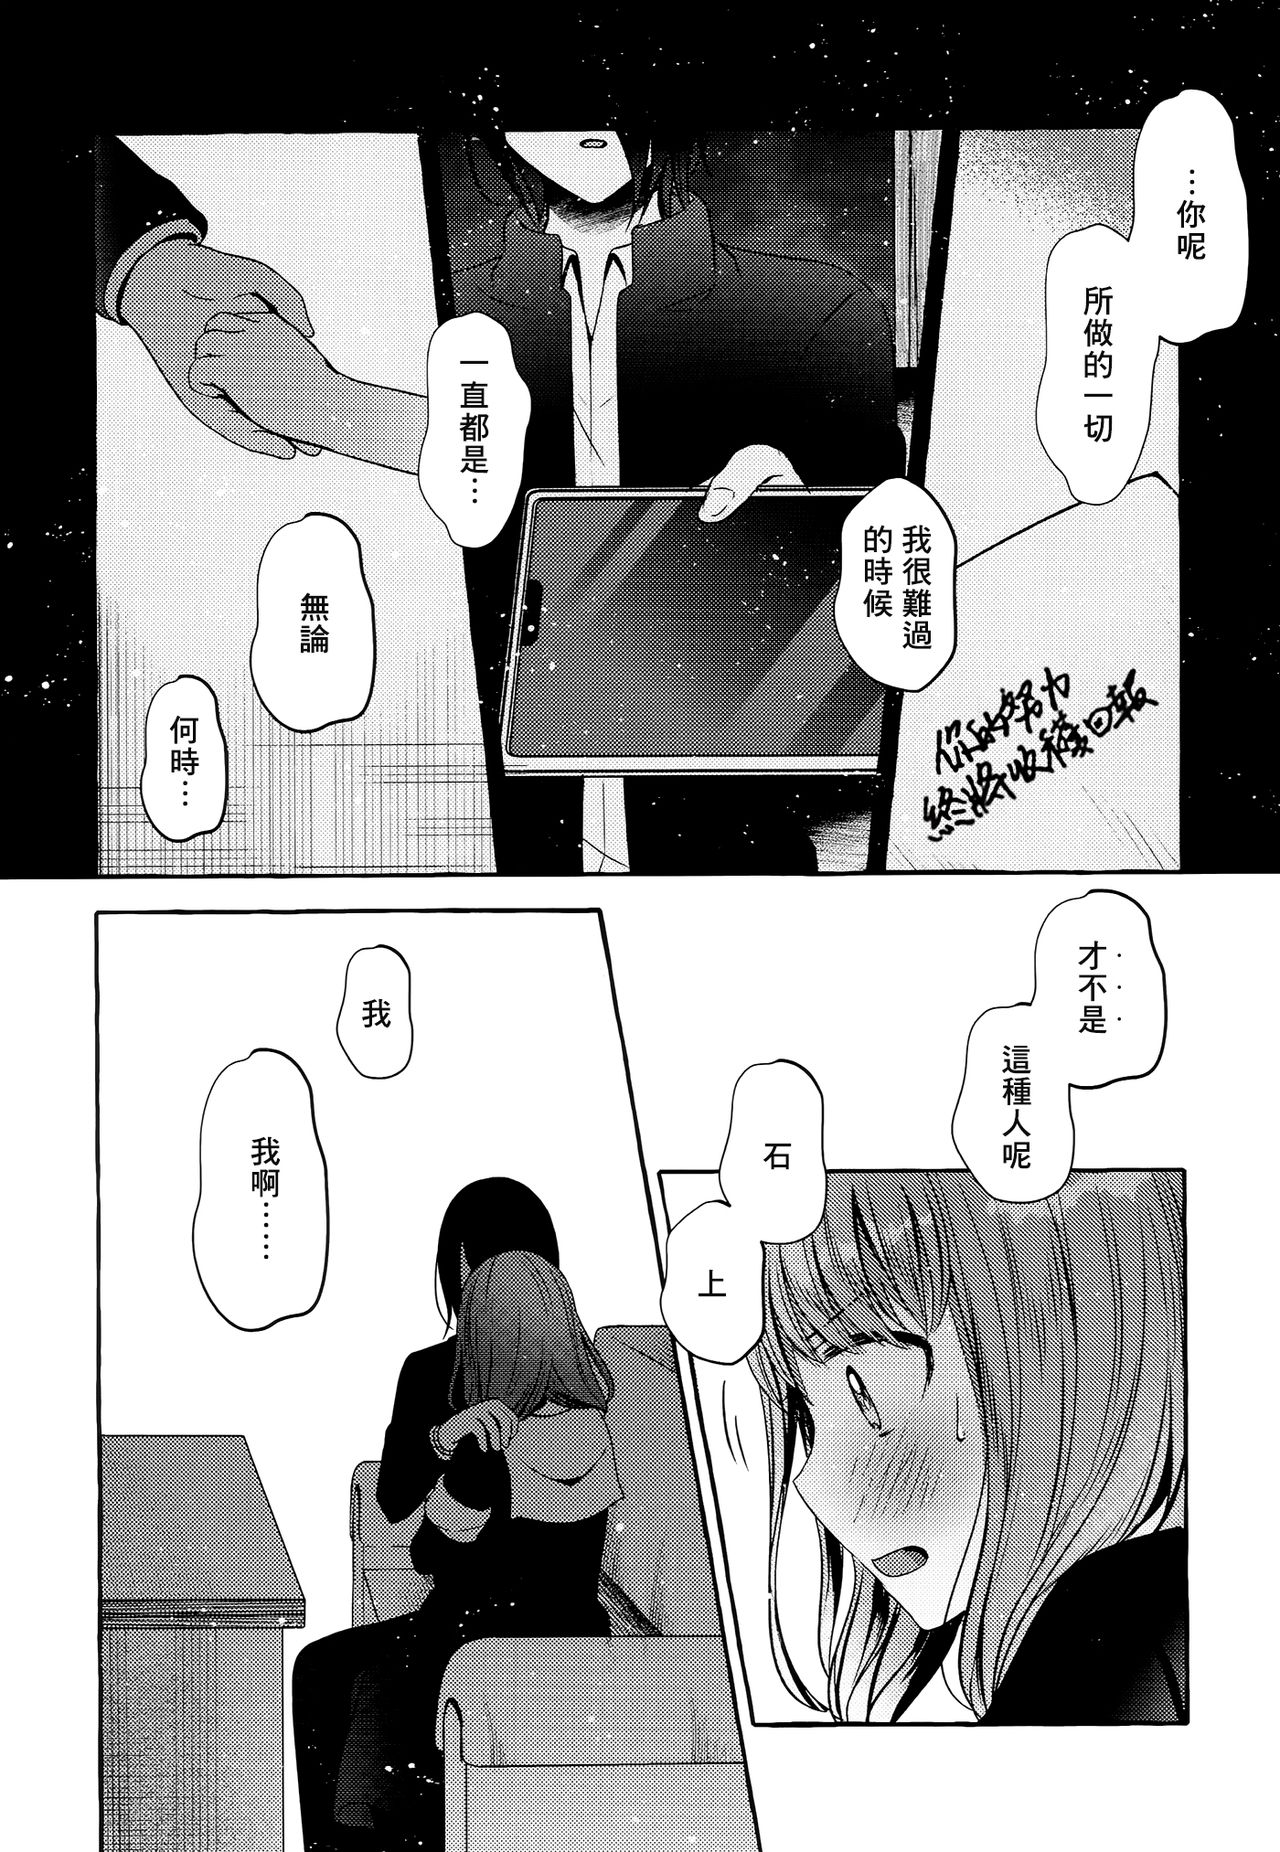 …你呢
所做的一切
我很難過
的時候
你的努力
終將收穫回報
一直都是…
無論
何時…
才不是
這種人呢
石
上
我
我啊……